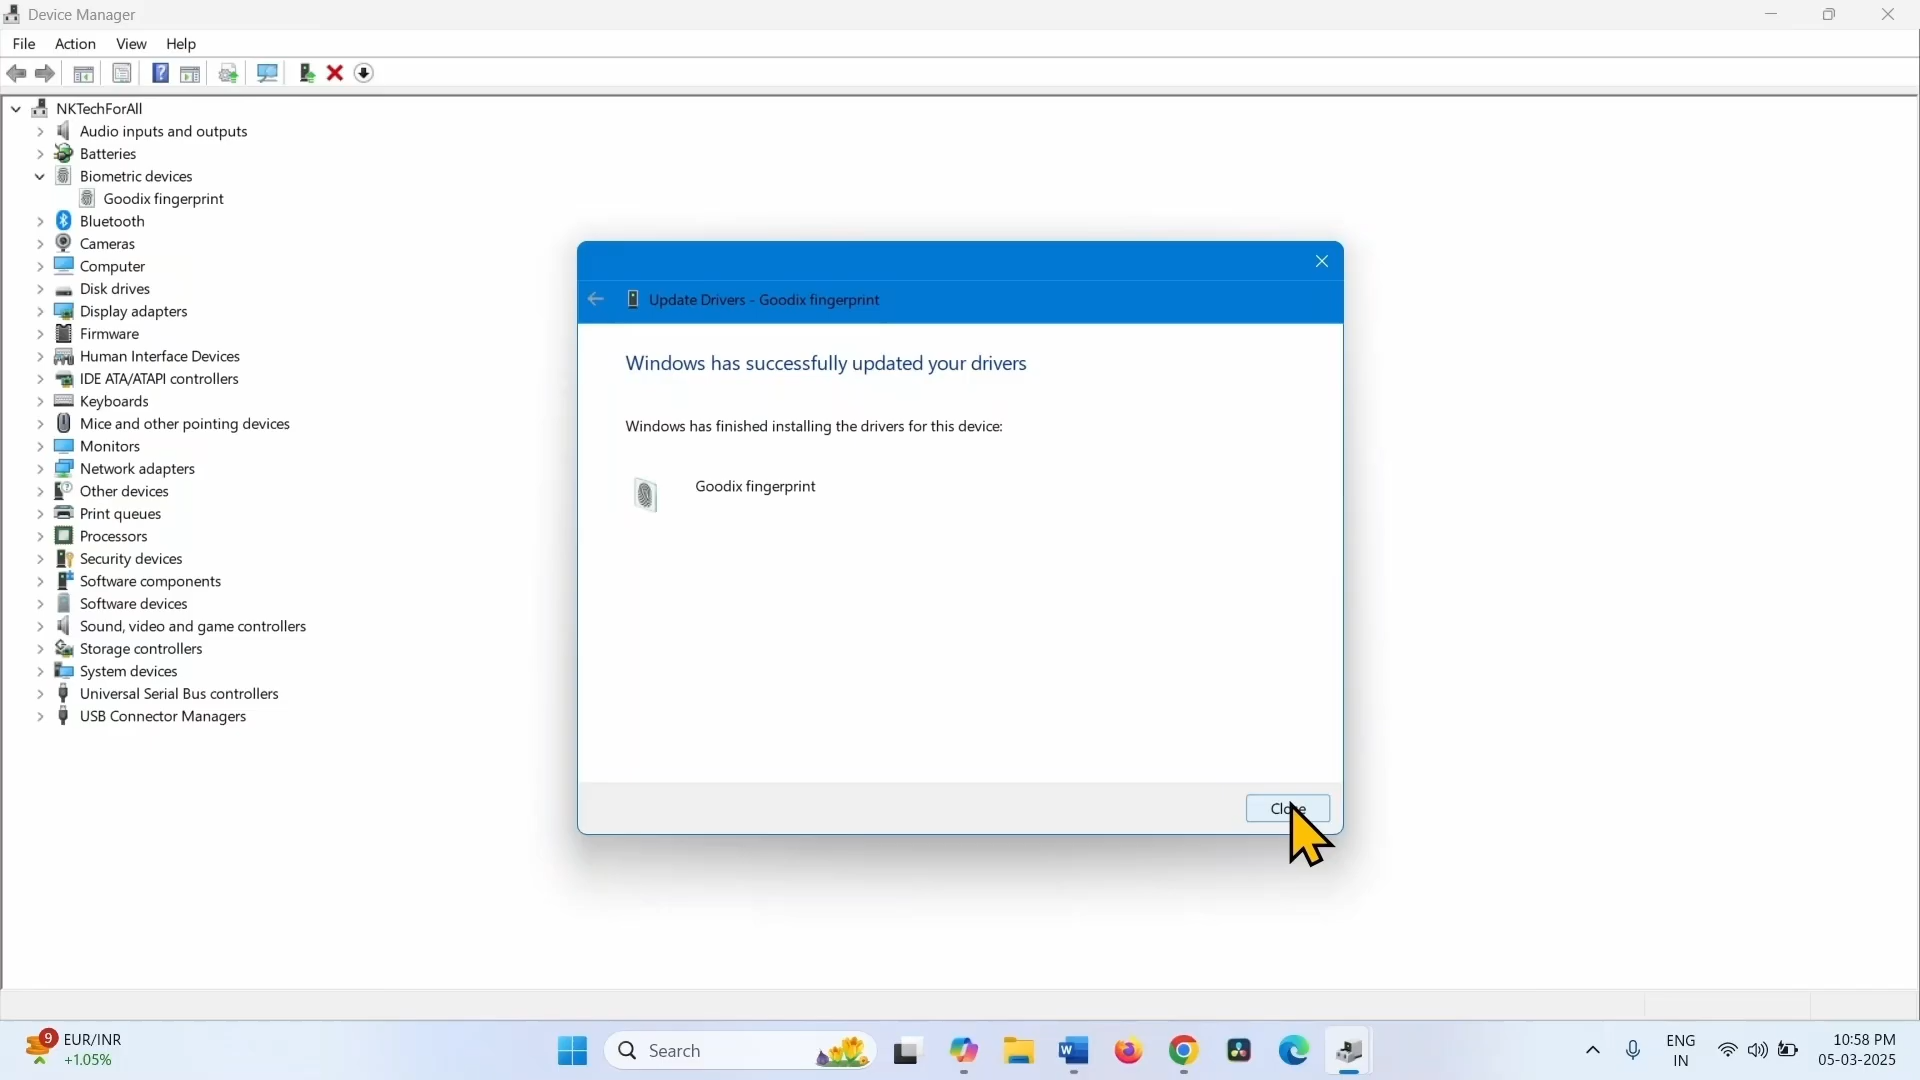 Device Manager
File Action View Help
NKTechForAll
Audio inputs and outputs
Batteries
Biometric devices
Goodix fingerprint
Bluetooth
Cameras
Computer
Disk drives
Display adapters
Firmware
Human Interface Devices
IDE ATA/ATAPI controllers
Keyboards
Mice and other pointing devices
Monitors
Network adapters
Other devices
Print queues
Processors
Security devices
Software components
Software devices
Sound, video and game controllers
Storage controllers
System devices
Universal Serial Bus controllers
USB Connector Managers
Update Drivers - Goodix fingerprint
Windows has successfully updated your drivers
Windows has finished installing the drivers for this device:
Goodix fingerprint
Close
9
EUR/INR
+1.05%
Search
ENG
IN
10:58 PM
05-03-2025